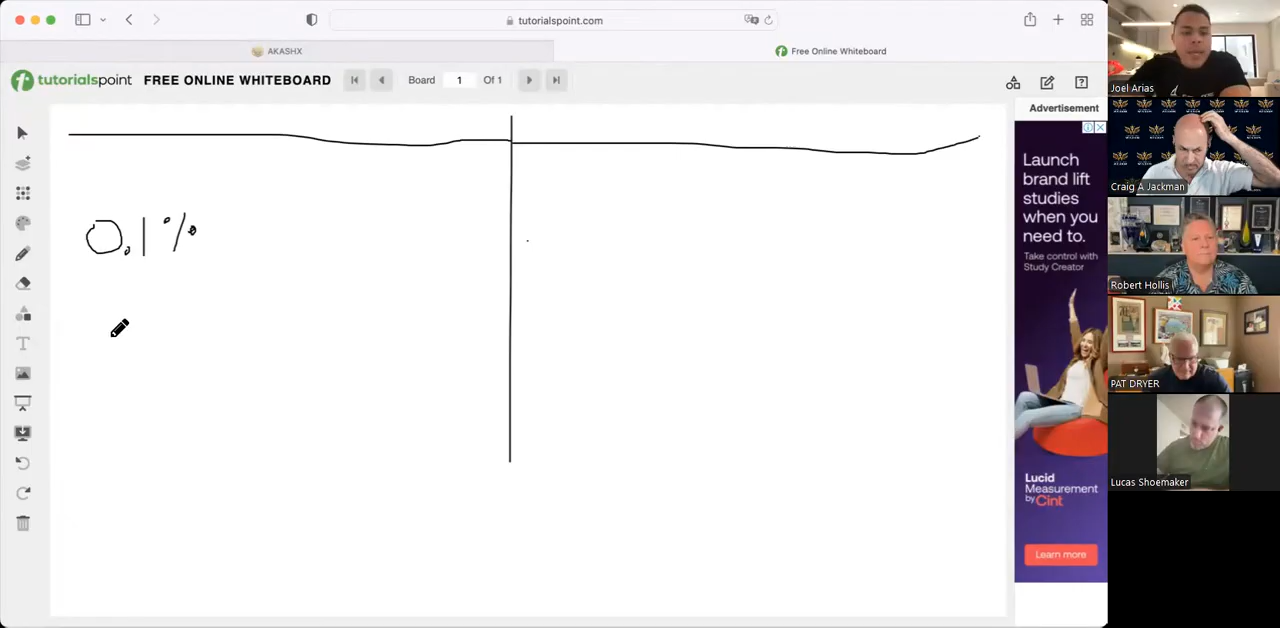 tutorialspoint.com
AKASHX
Free Online Whiteboard
tutorialspoint FREE ONLINE WHITEBOARD
Board 1 Of 1
Advertisement
0.1%
Launch
brand lift
studies
when you
need to.
Take control with
Study Creator
Lucid
Measurement
by Cint
Learn more
Joel Arias
Craig A Jackman
Robert Hollis
PAT DRYER
Lucas Shoemaker